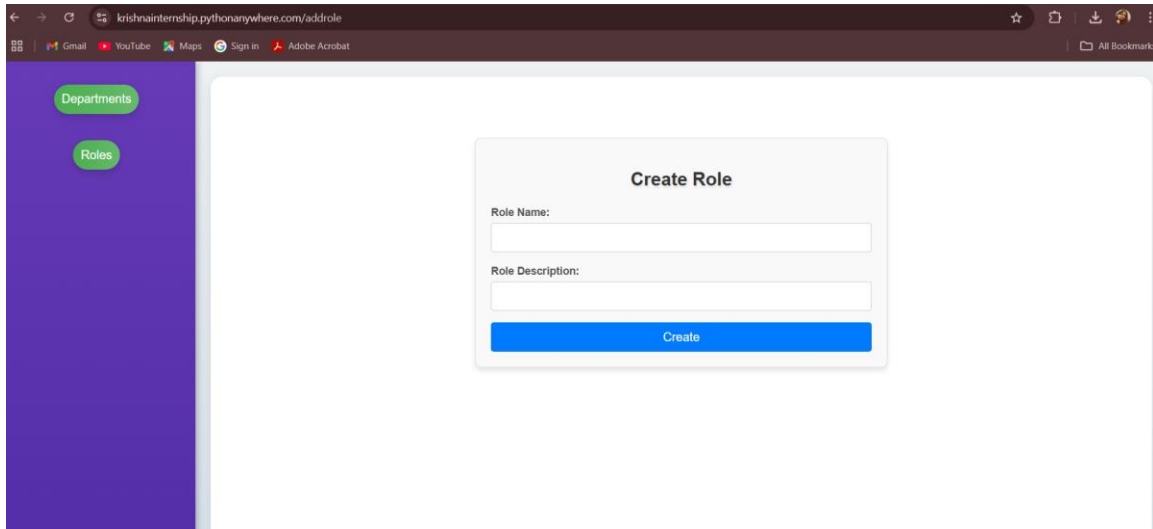 krishnainternship.pythonanywhere.com/addrole
Gmail YouTube Maps Sign in Adobe Acrobat All Bookmark
Departments
Roles
Create Role
Role Name:
Role Description:
Create